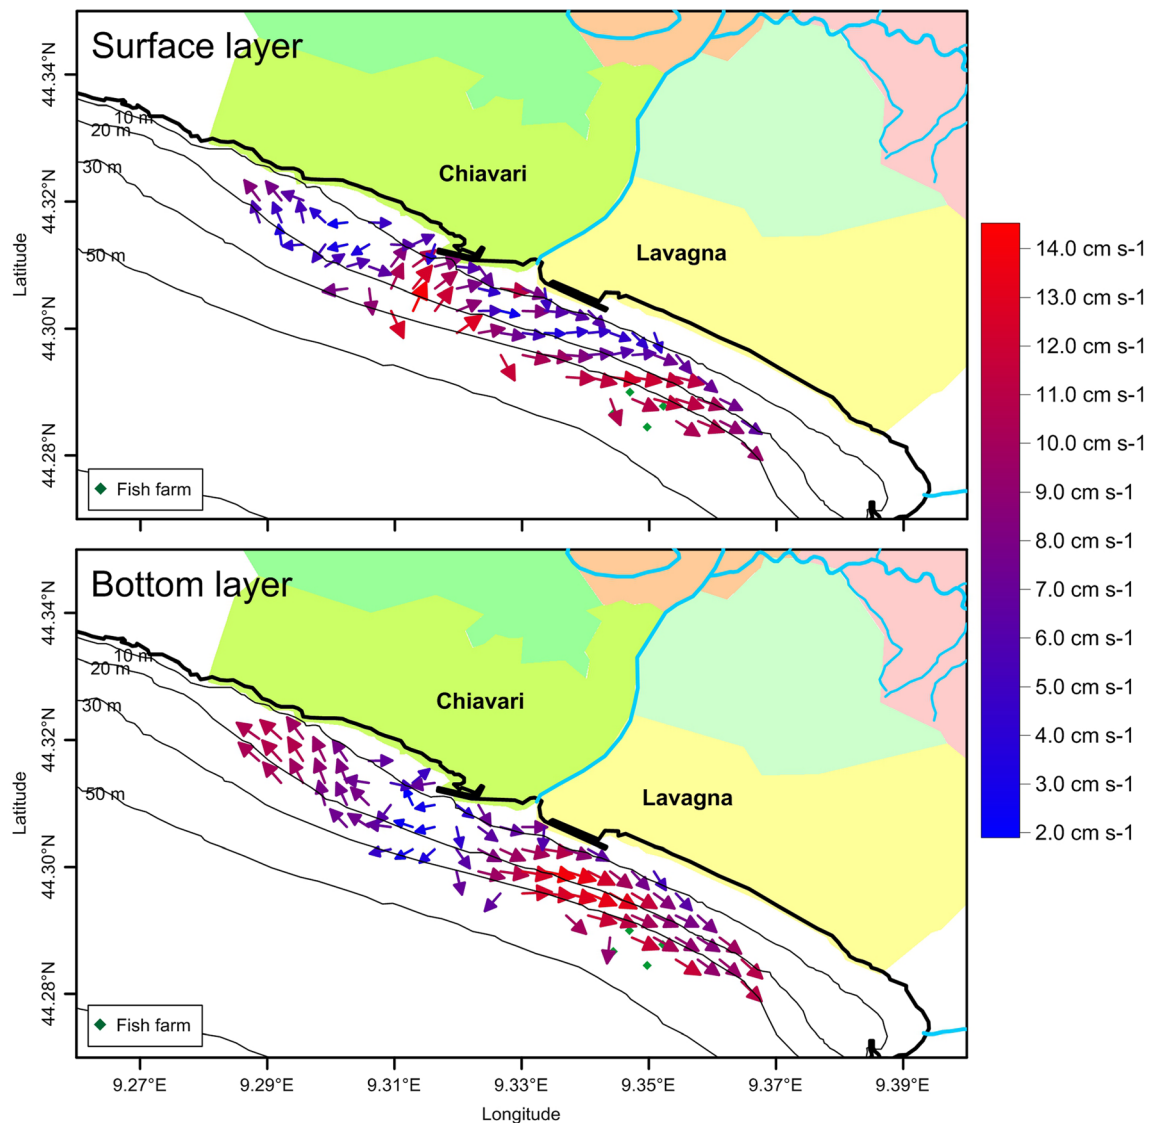 Surface layer
44.34°N
44.32°N
44.30°N
44.28°N
Latitude
10 m
20 m
30 m
50 m
Chiavari
Lavagna
Fish farm
14.0 cm s-1
13.0 cm s-1
12.0 cm s-1
11.0 cm s-1
10.0 cm s-1
9.0 cm s-1
8.0 cm s-1
7.0 cm s-1
6.0 cm s-1
5.0 cm s-1
4.0 cm s-1
3.0 cm s-1
2.0 cm s-1
Bottom layer
44.34°N
44.32°N
44.30°N
44.28°N
Latitude
10 m
20 m
30 m
50 m
Chiavari
Lavagna
Fish farm
9.27°E
9.29°E
9.31°E
9.33°E
9.35°E
9.37°E
9.39°E
Longitude